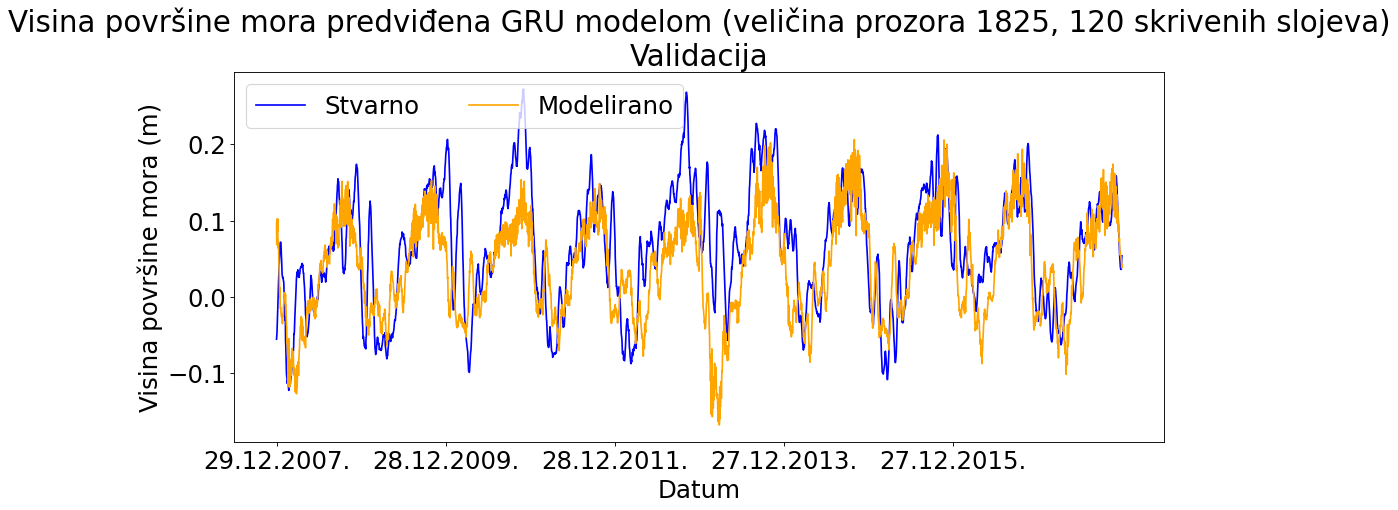 Visina površine mora predviđena GRU modelom (veličina prozora 1825, 120 skrivenih slojeva)
Validacija
Stvarno Modelirano
Visina površine mora (m)
0.2
0.1
0.0
−0.1
29.12.2007. 28.12.2009. 28.12.2011. 27.12.2013. 27.12.2015.
Datum